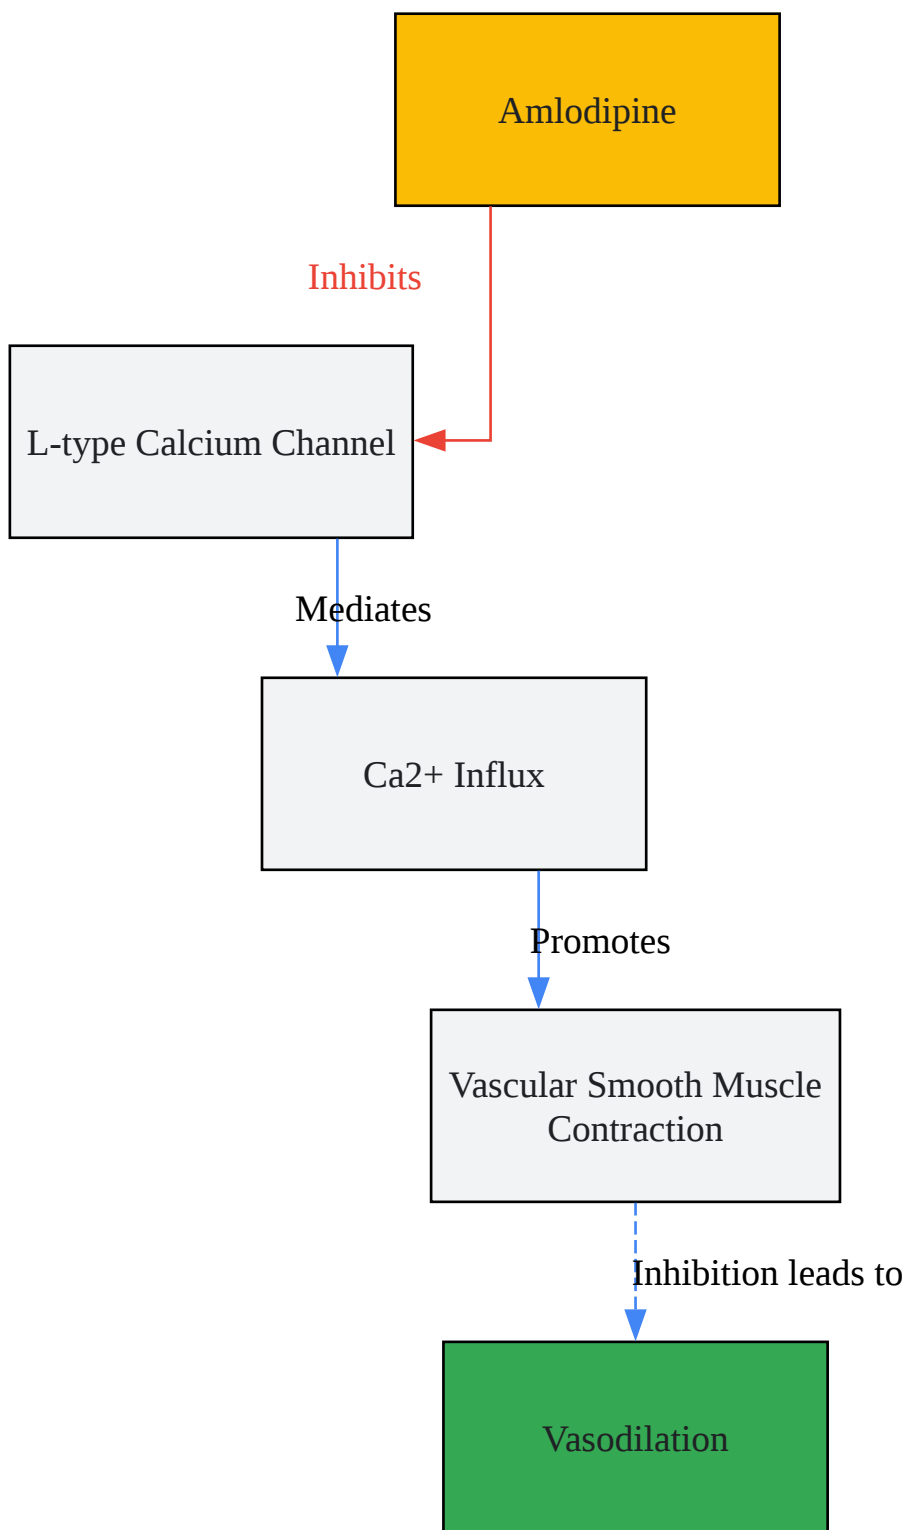 Amlodipine
Inhibits
L-type Calcium Channel
Mediates
Ca2+ Influx
Promotes
Vascular Smooth Muscle
Contraction
Inhibition leads to
Vasodilation